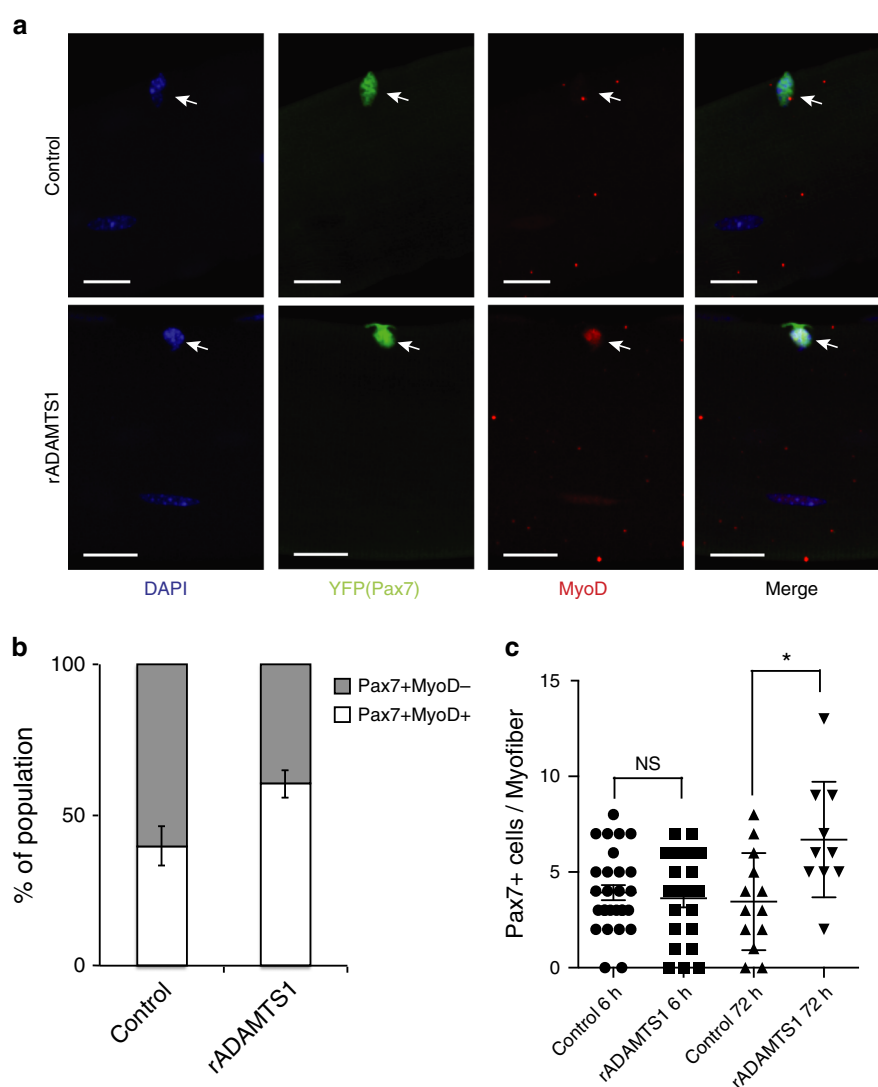 a
Control
rADAMTS1
DAPI
YFP(Pax7)
MyoD
Merge
b
% of population
100
50
0
Control
rADAMTS1
Pax7+MyoD–
Pax7+MyoD+
c
Pax7+ cells / Myofiber
15
10
5
0
NS
*
Control 6 h
rADAMTS1 6 h
Control 72 h
rADAMTS1 72 h